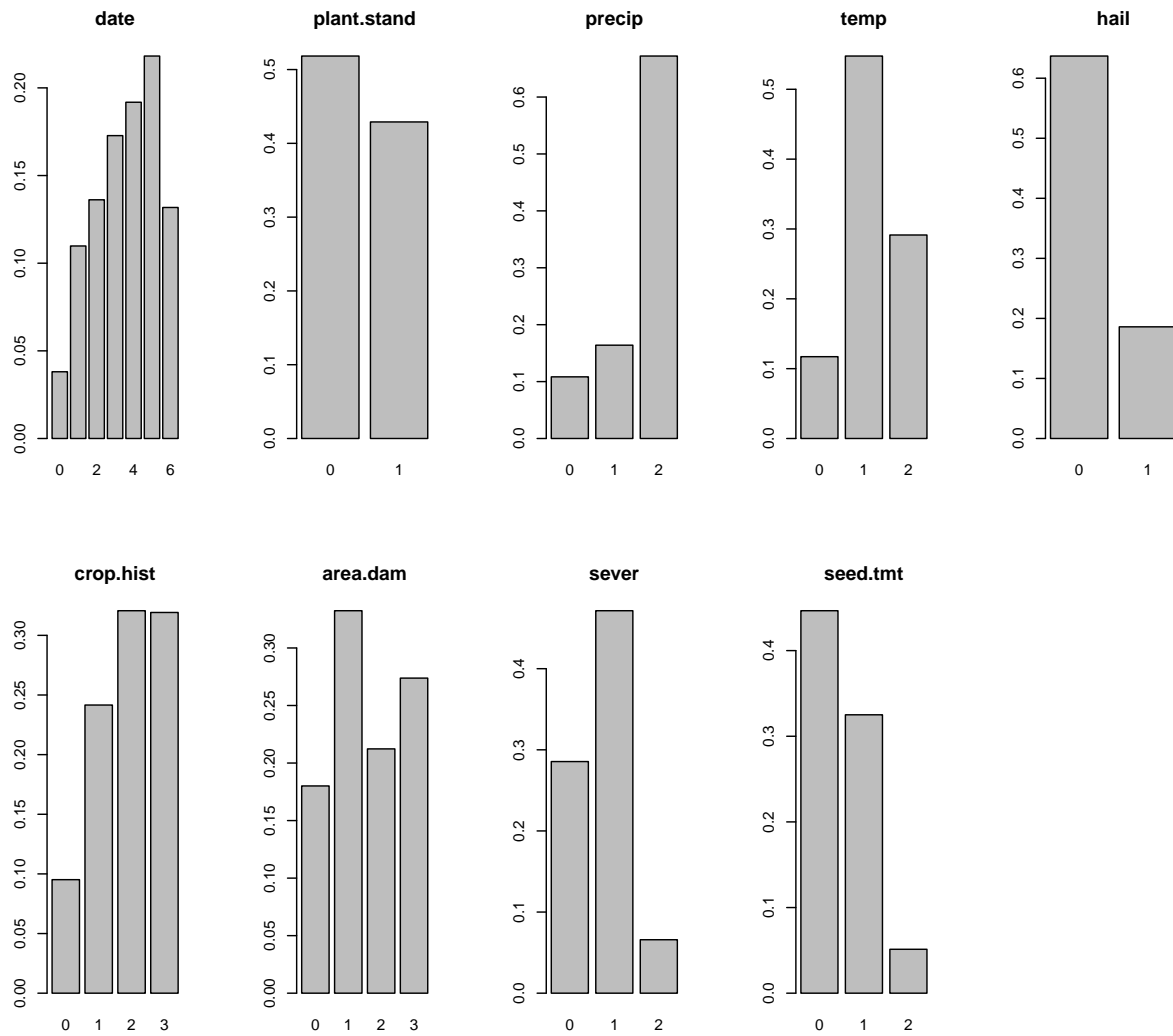 date
0.00 0.05 0.10 0.15 0.20
0 2 4 6
plant.stand
0.0 0.1 0.2 0.3 0.4 0.5
0 1
precip
0.0 0.1 0.2 0.3 0.4 0.5 0.6
0 1 2
temp
0.0 0.1 0.2 0.3 0.4 0.5
0 1 2
hail
0.0 0.1 0.2 0.3 0.4 0.5 0.6
0 1
crop.hist
0.00 0.05 0.10 0.15 0.20 0.25 0.30
0 1 2 3
area.dam
0.00 0.05 0.10 0.15 0.20 0.25 0.30
0 1 2 3
sever
0.0 0.1 0.2 0.3 0.4
0 1 2
seed.tmt
0.0 0.1 0.2 0.3 0.4
0 1 2